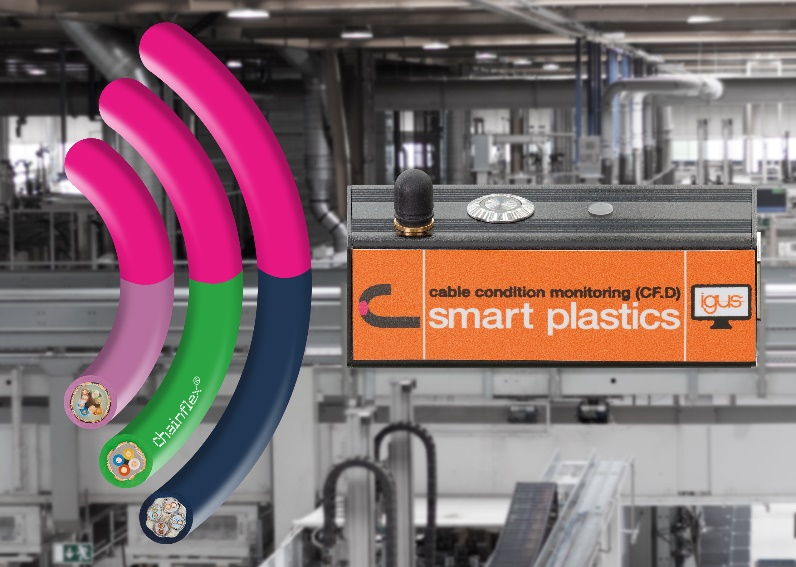 cable condition monitoring (CF.D)
smart plastics
igus
chainflex®